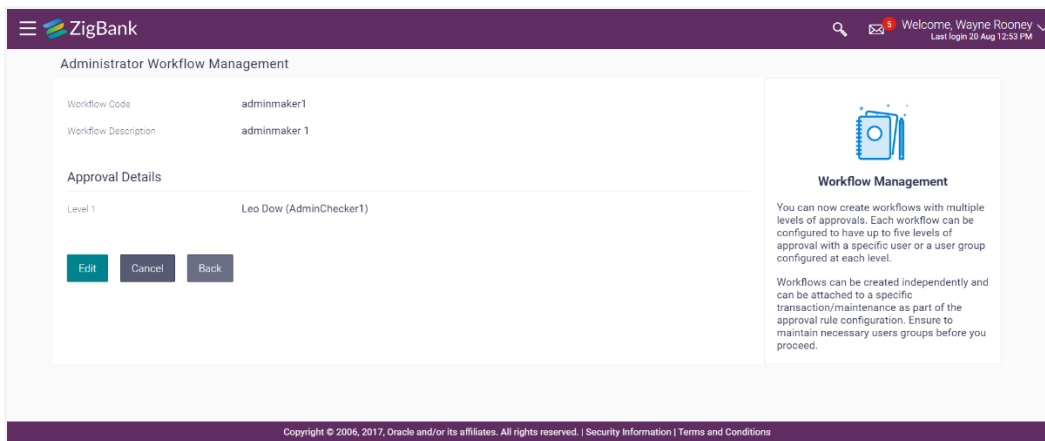 ZigBank
5
Welcome, Wayne Rooney
Last login 20 Aug 12:53 PM
Administrator Workflow Management
Workflow Code adminmaker1
Workflow Description adminmaker 1
Approval Details
Level 1 Leo Dow (AdminChecker1)
Edit Cancel Back
Workflow Management
You can now create workflows with multiple
levels of approvals. Each workflow can be
configured to have up to five levels of
approval with a specific user or a user group
configured at each level.
Workflows can be created independently and
can be attached to a specific
transaction/maintenance as part of the
approval rule configuration. Ensure to
maintain necessary users groups before you
proceed.
Copyright © 2006, 2017, Oracle and/or its affiliates. All rights reserved. | Security Information | Terms and Conditions